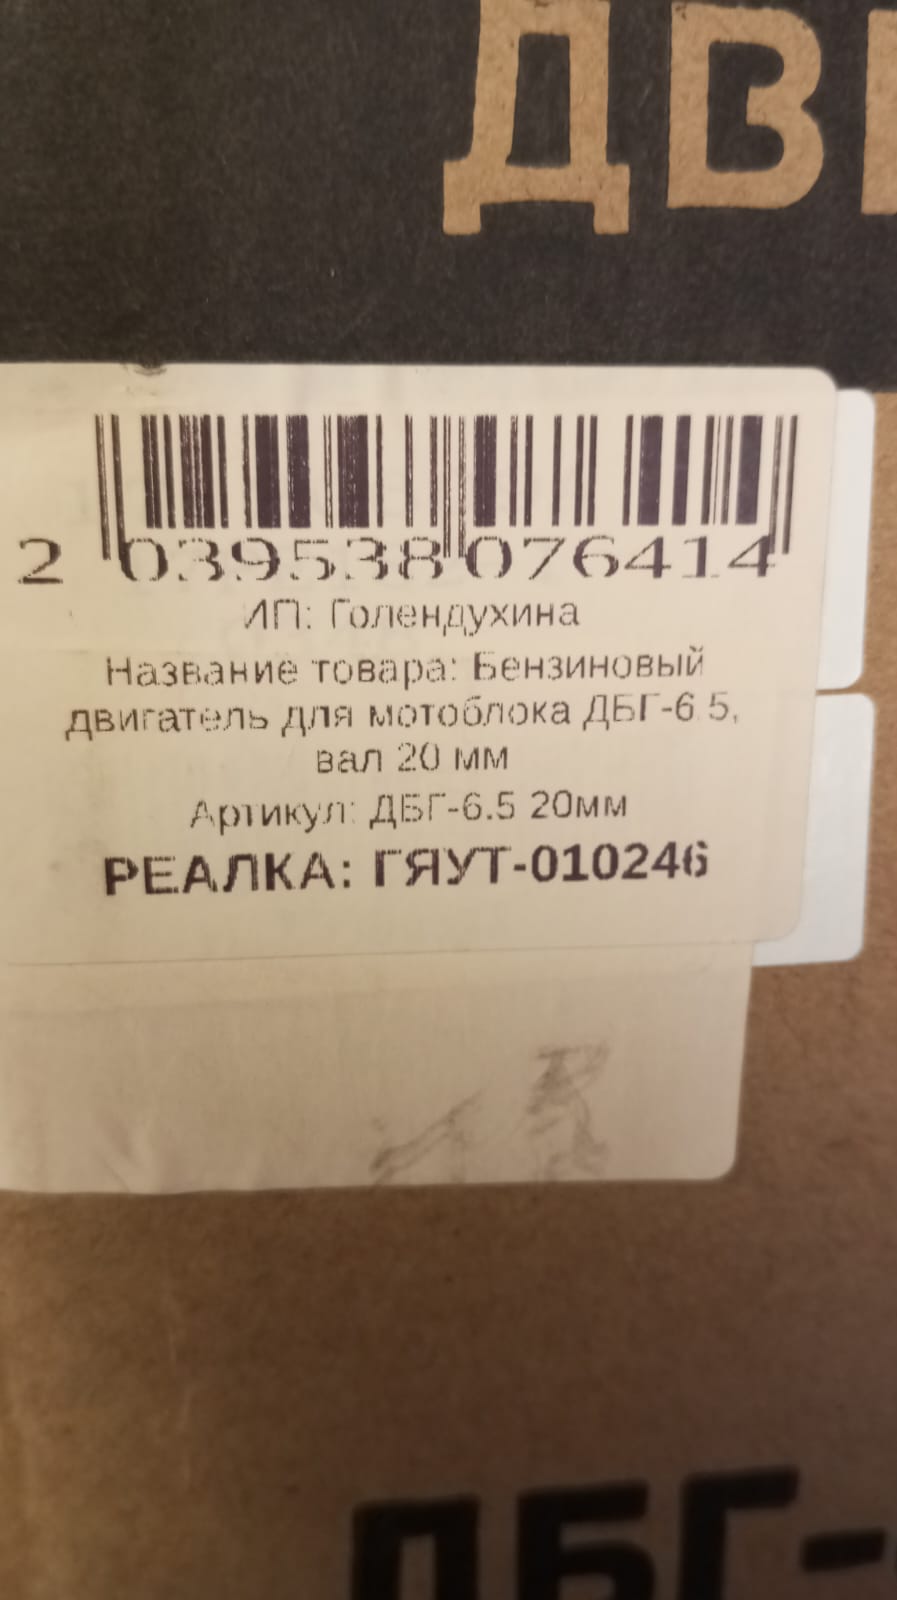 ДВ
2 039538 076414
ИП: Голендухина
Название товара: Бензиновый
двигатель для мотоблока ДБГ-6.5,
вал 20 мм
Артикул: ДБГ-6.5 20мм
РЕАЛКА: ГЯУТ-010246
ДБГ-